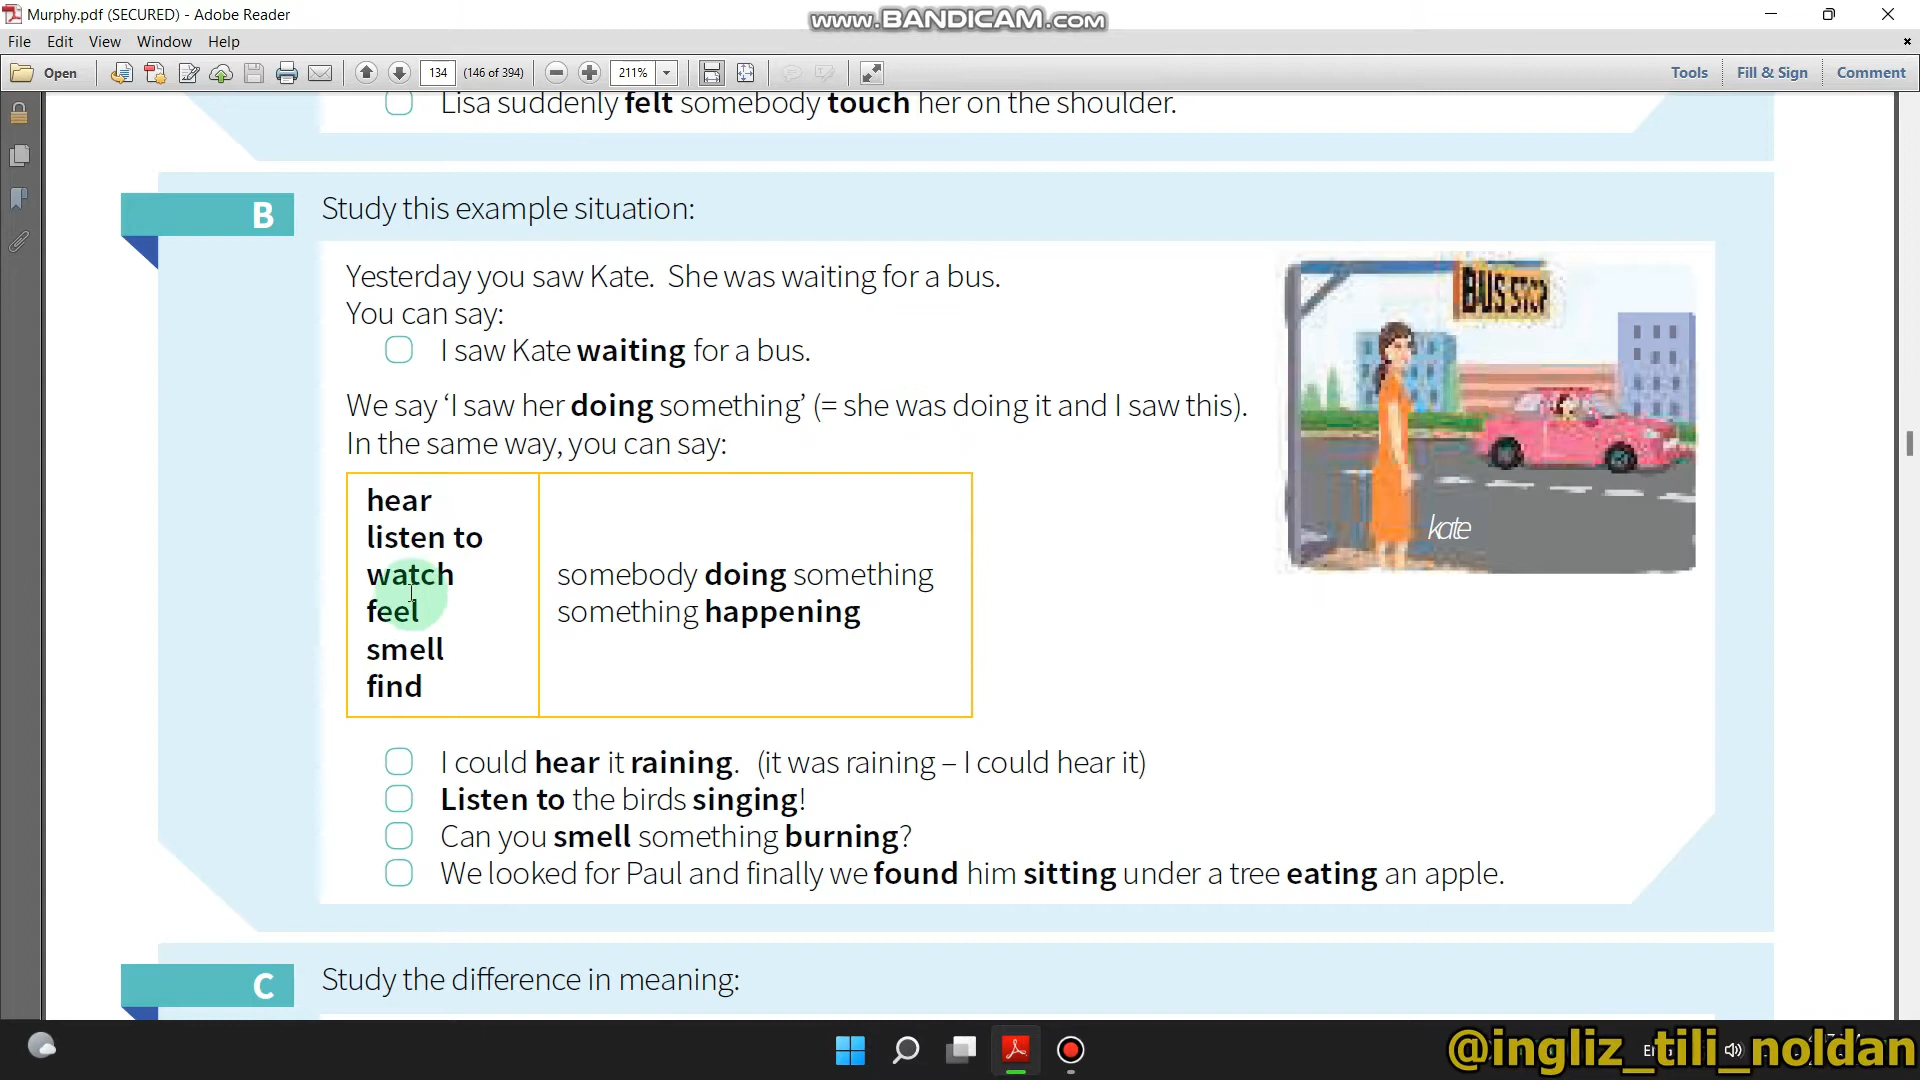 Murphy.pdf (SECURED) - Adobe Reader
www.BANDICAM.com
File Edit View Window Help
Open 134 (146 of 394) 211% Tools Fill & Sign Comment
Lisa suddenly felt somebody touch her on the shoulder.
B Study this example situation:
Yesterday you saw Kate. She was waiting for a bus.
You can say:
I saw Kate waiting for a bus.
We say ‘I saw her doing something’ (= she was doing it and I saw this).
In the same way, you can say:
BUS STOP
kate
hear
listen to
watch
feel
smell
find
somebody doing something
something happening
I could hear it raining. (it was raining – I could hear it)
Listen to the birds singing!
Can you smell something burning?
We looked for Paul and finally we found him sitting under a tree eating an apple.
C Study the difference in meaning:
@ingliz_tili_noldan